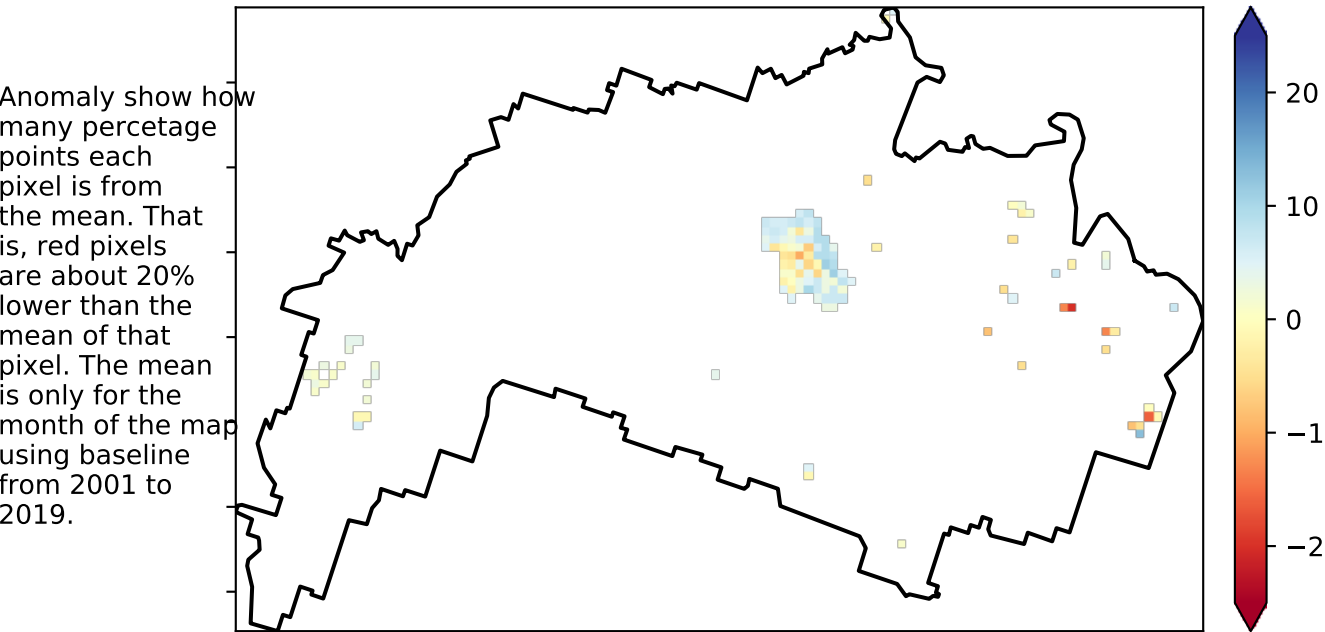 Anomaly show how
many percetage
points each
pixel is from
the mean. That
is, red pixels
are about 20%
lower than the
mean of that
pixel. The mean
is only for the
month of the map
using baseline
from 2001 to
2019.
20
10
0
−1
−2